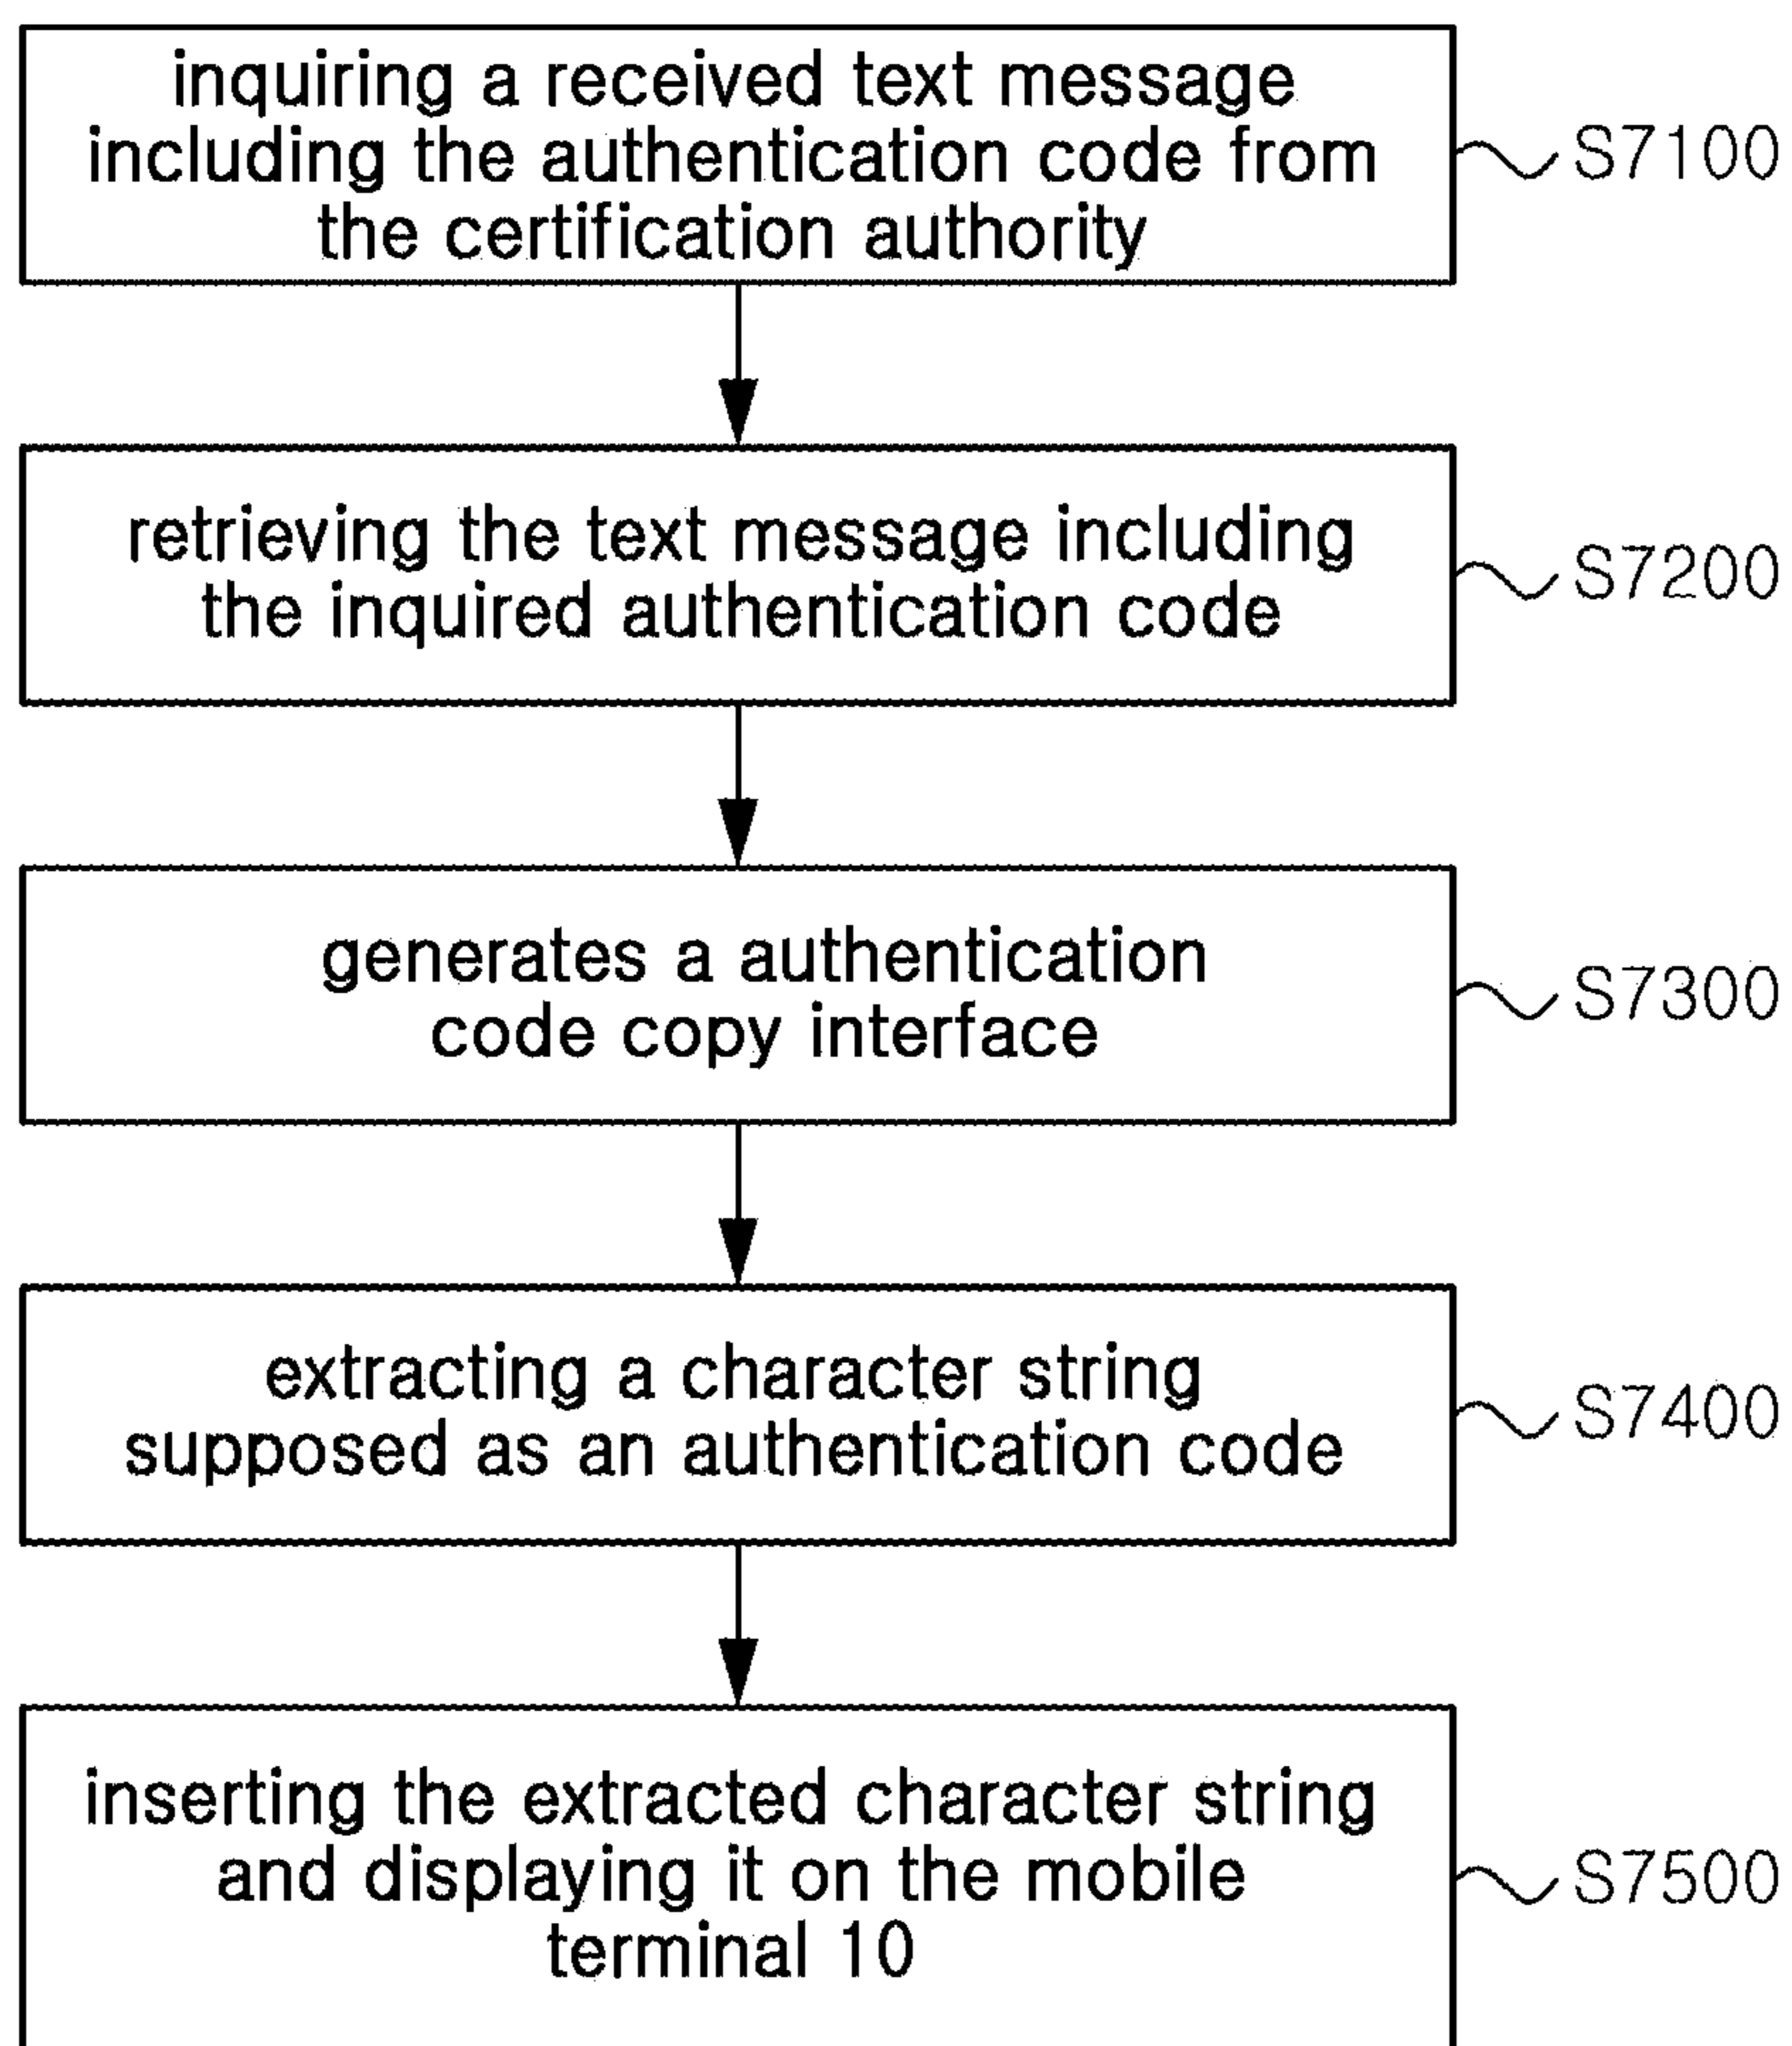 inquiring a received text message
including the authentication code from
the certification authority
S7100
retrieving the text message including
the inquired authentication code
S7200
generates a authentication
code copy interface
S7300
extracting a character string
supposed as an authentication code
S7400
inserting the extracted character string
and displaying it on the mobile
terminal 10
S7500